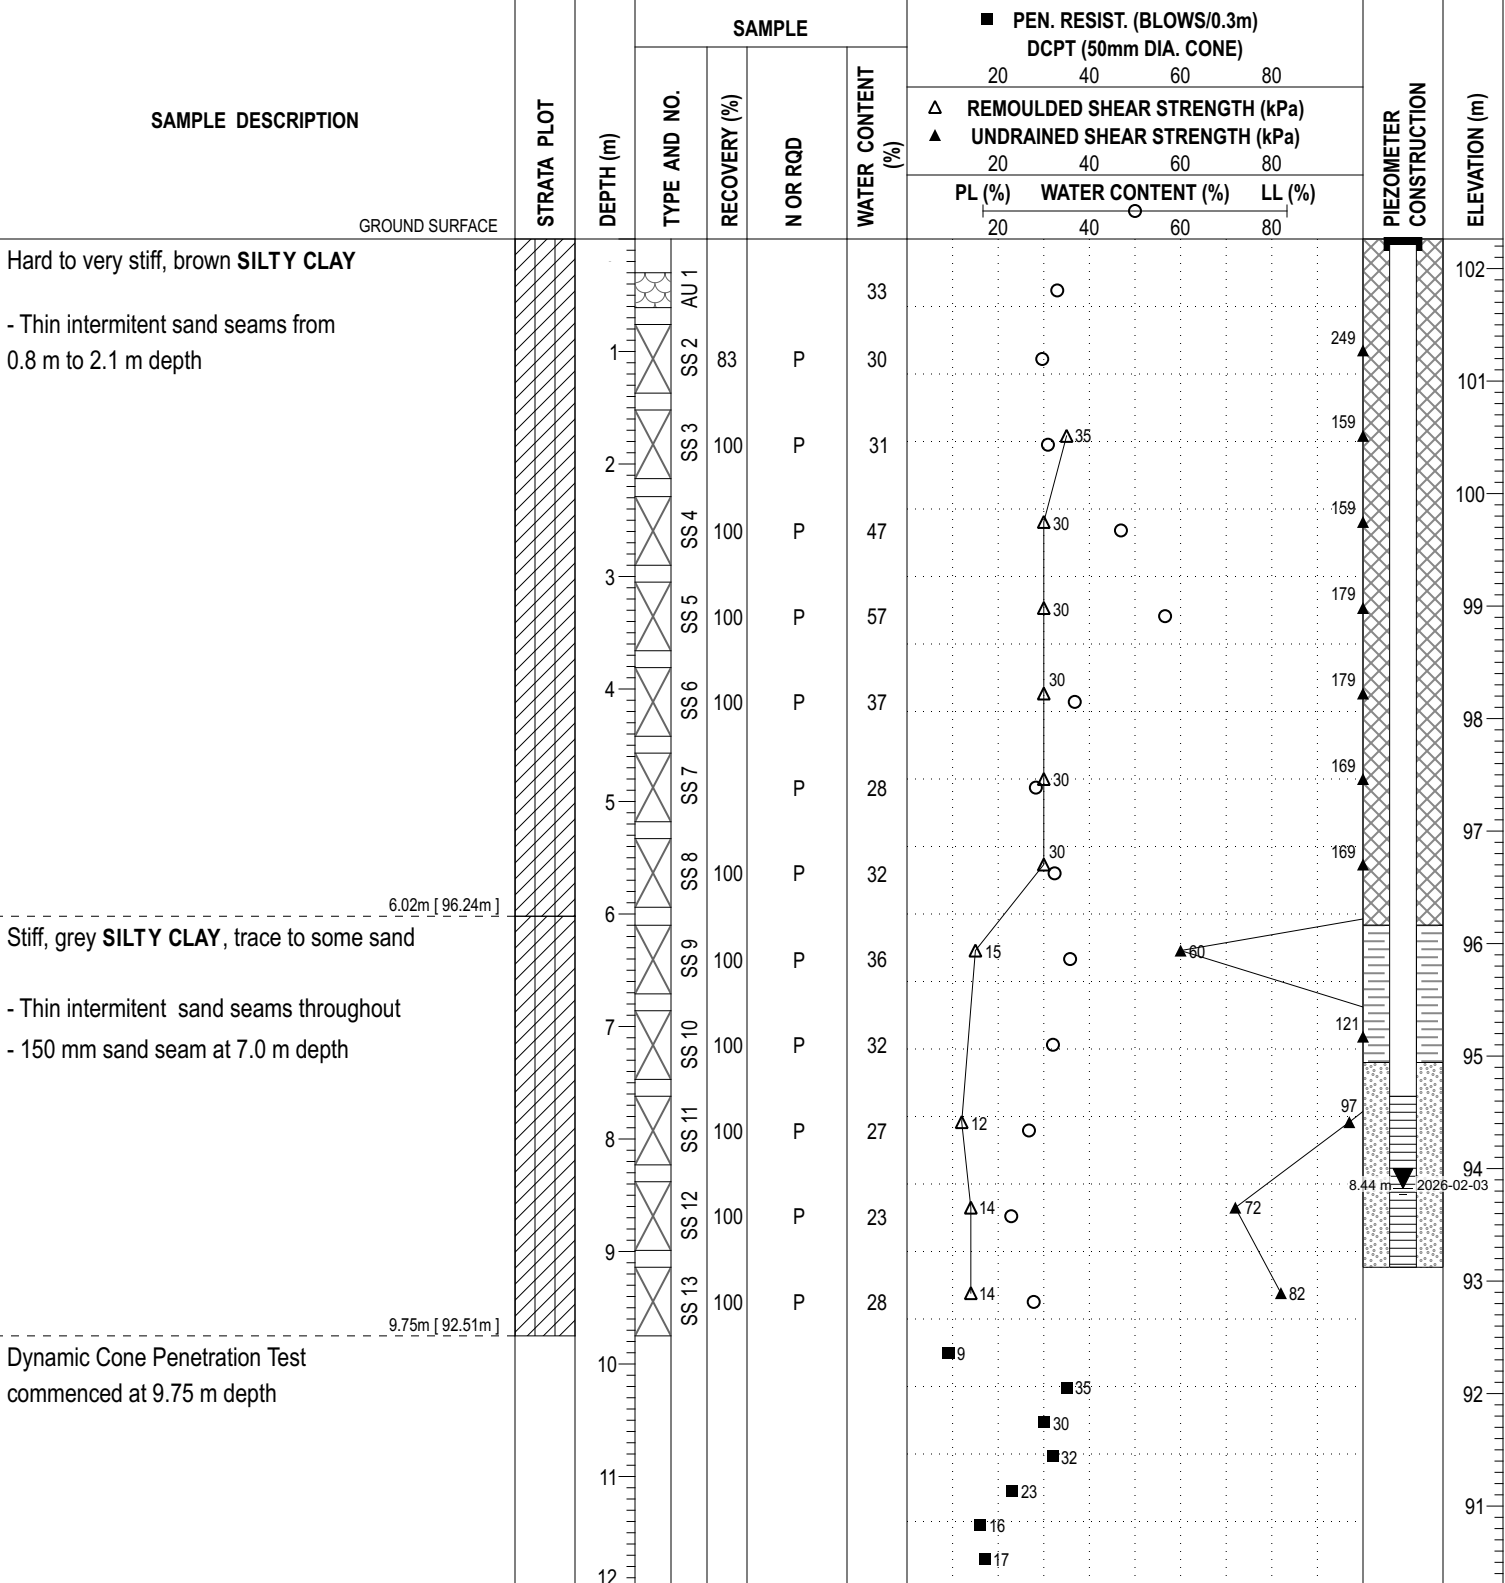 SAMPLE DESCRIPTION
GROUND SURFACE
STRATA PLOT
DEPTH (m)
SAMPLE
TYPE AND NO.
RECOVERY (%)
N OR RQD
WATER CONTENT
(%)
■ PEN. RESIST. (BLOWS/0.3m)
DCPT (50mm DIA. CONE)
20 40 60 80
△ REMOULDED SHEAR STRENGTH (kPa)
▲ UNDRAINED SHEAR STRENGTH (kPa)
20 40 60 80
PL (%) WATER CONTENT (%) LL (%)
20 40 60 80
PIEZOMETER
CONSTRUCTION
ELEVATION (m)
Hard to very stiff, brown SILTY CLAY
- Thin intermitent sand seams from
0.8 m to 2.1 m depth
6.02m [ 96.24m ]
Stiff, grey SILTY CLAY, trace to some sand
- Thin intermitent sand seams throughout
- 150 mm sand seam at 7.0 m depth
9.75m [ 92.51m ]
Dynamic Cone Penetration Test
commenced at 9.75 m depth
1
2
3
4
5
6
7
8
9
10
11
12
AU 1 33
SS 2 83 P 30
SS 3 100 P 31
SS 4 100 P 47
SS 5 100 P 57
SS 6 100 P 37
SS 7 P 28
SS 8 100 P 32
SS 9 100 P 36
SS 10 100 P 32
SS 11 100 P 27
SS 12 100 P 23
SS 13 100 P 28
249
35 159
30 159
30 179
30 179
30 169
30 169
15 60
121
12 97
14 72
14 82
9
35
30
32
23
16
17
8.44 m 2026-02-03
102
101
100
99
98
97
96
95
94
93
92
91